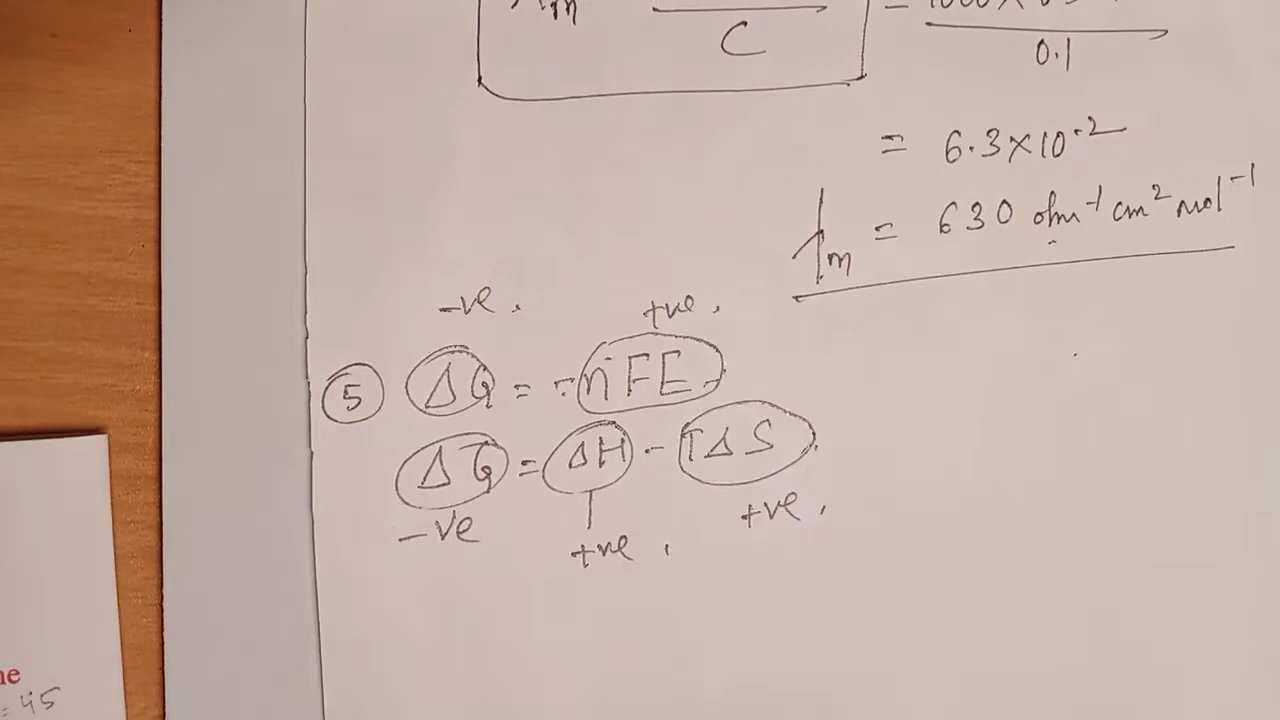 m
C
0.1
= 6.3×10⁻²
m = 630 ohm⁻¹ cm² mol⁻¹
-ve . +ve .
⑤ ΔG = -nFE
ΔG = ΔH - TΔS
-ve +ve . +ve .
= 45